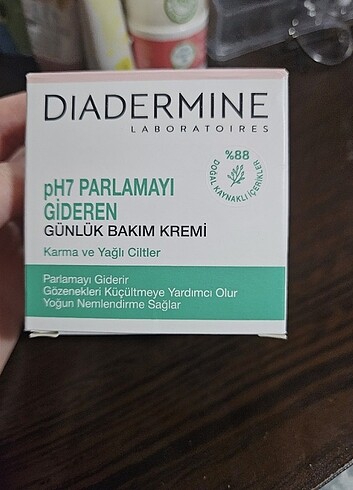 DIADERMINE
LABORATOIRES
%88
DOĞAL KAYNAKLI İÇERİKLER
pH7 PARLAMAYI
GİDEREN
GÜNLÜK BAKIM KREMİ
Karma ve Yağlı Ciltler
Parlamayı Giderir
Gözenekleri Küçültmeye Yardımcı Olur
Yoğun Nemlendirme Sağlar